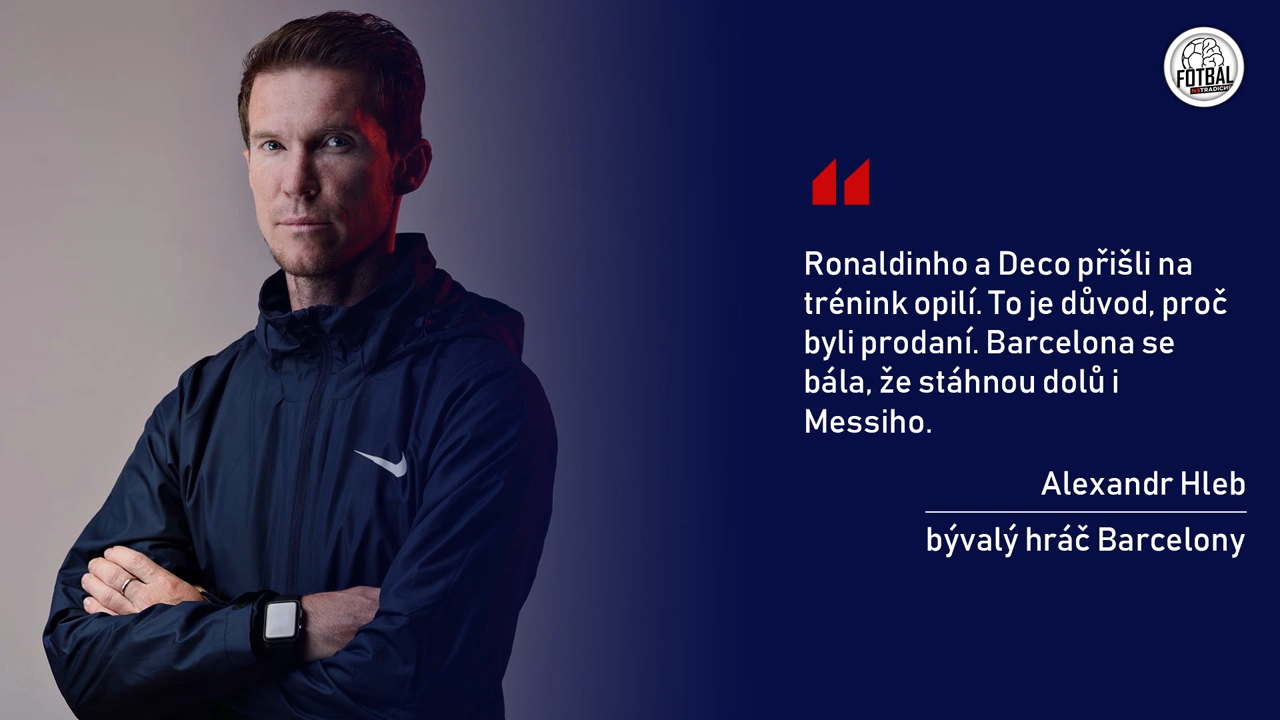 FOTBAL
NETRADIČNĚ
Ronaldinho a Deco přišli na
trénink opilí. To je důvod, proč
byli prodaní. Barcelona se
bála, že stáhnou dolů i
Messiho.
Alexandr Hleb
bývalý hráč Barcelony